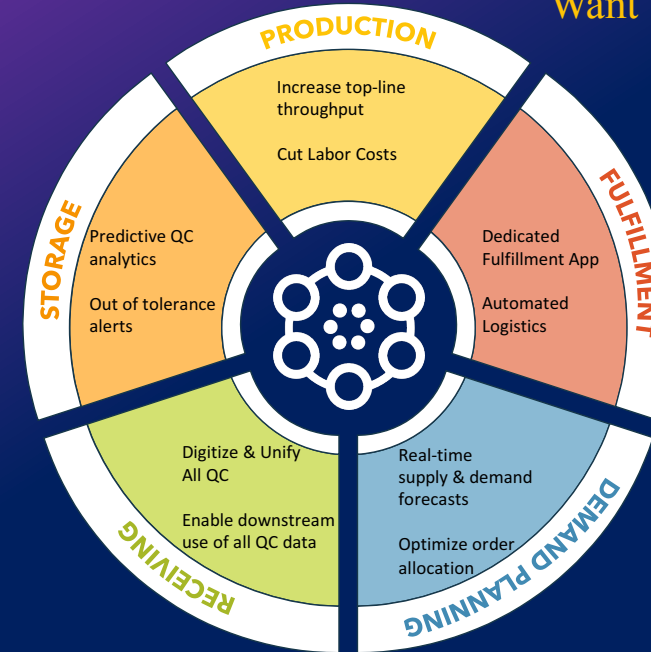 Want
PRODUCTION
Increase top-line
throughput
Cut Labor Costs
STORAGE
Predictive QC
analytics
Out of tolerance
alerts
FULFILLMENT
Dedicated
Fulfillment App
Automated
Logistics
RECEIVING
Digitize & Unify
All QC
Enable downstream
use of all QC data
DEMAND PLANNING
Real-time
supply & demand
forecasts
Optimize order
allocation